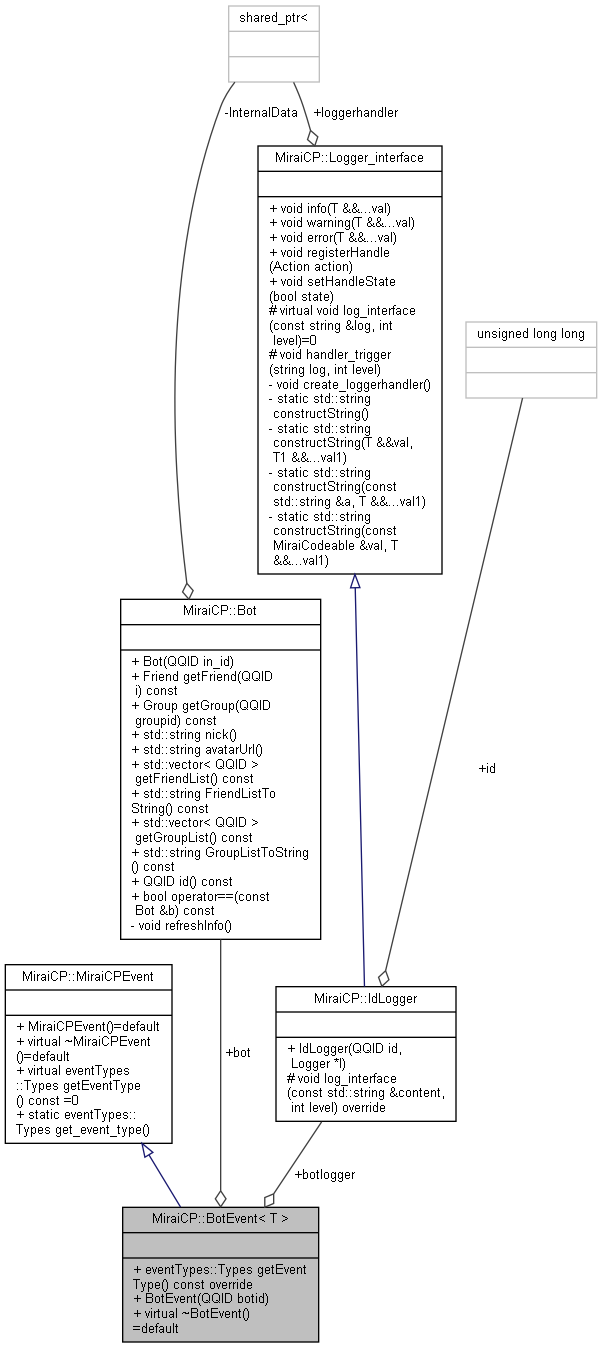 shared_ptr<
-InternalData
+loggerhandler
MiraiCP::Logger_interface
+ void info(T &&...val)
+ void warning(T &&...val)
+ void error(T &&...val)
+ void registerHandle
(Action action)
+ void setHandleState
(bool state)
# virtual void log_interface
(const string &log, int
level)=0
# void handler_trigger
(string log, int level)
- void create_loggerhandler()
- static std::string
constructString()
- static std::string
constructString(T &&val,
T1 &&...val1)
- static std::string
constructString(const
std::string &a, T &&...val1)
- static std::string
constructString(const
MiraiCodeable &val, T
&&...val1)
unsigned long long
+id
MiraiCP::Bot
+ Bot(QQID in_id)
+ Friend getFriend(QQID
i) const
+ Group getGroup(QQID
groupid) const
+ std::string nick()
+ std::string avatarUrl()
+ std::vector< QQID >
getFriendList() const
+ std::string FriendListTo
String() const
+ std::vector< QQID >
getGroupList() const
+ std::string GroupListToString
() const
+ QQID id() const
+ bool operator==(const
Bot &b) const
- void refreshInfo()
MiraiCP::MiraiCPEvent
+ MiraiCPEvent()=default
+ virtual ~MiraiCPEvent
()=default
+ virtual eventTypes
::Types getEventType
() const =0
+ static eventTypes::
Types get_event_type()
+bot
MiraiCP::IdLogger
+ IdLogger(QQID id,
Logger *l)
# void log_interface
(const std::string &content,
int level) override
+botlogger
MiraiCP::BotEvent< T >
+ eventTypes::Types getEvent
Type() const override
+ BotEvent(QQID botid)
+ virtual ~BotEvent()
=default